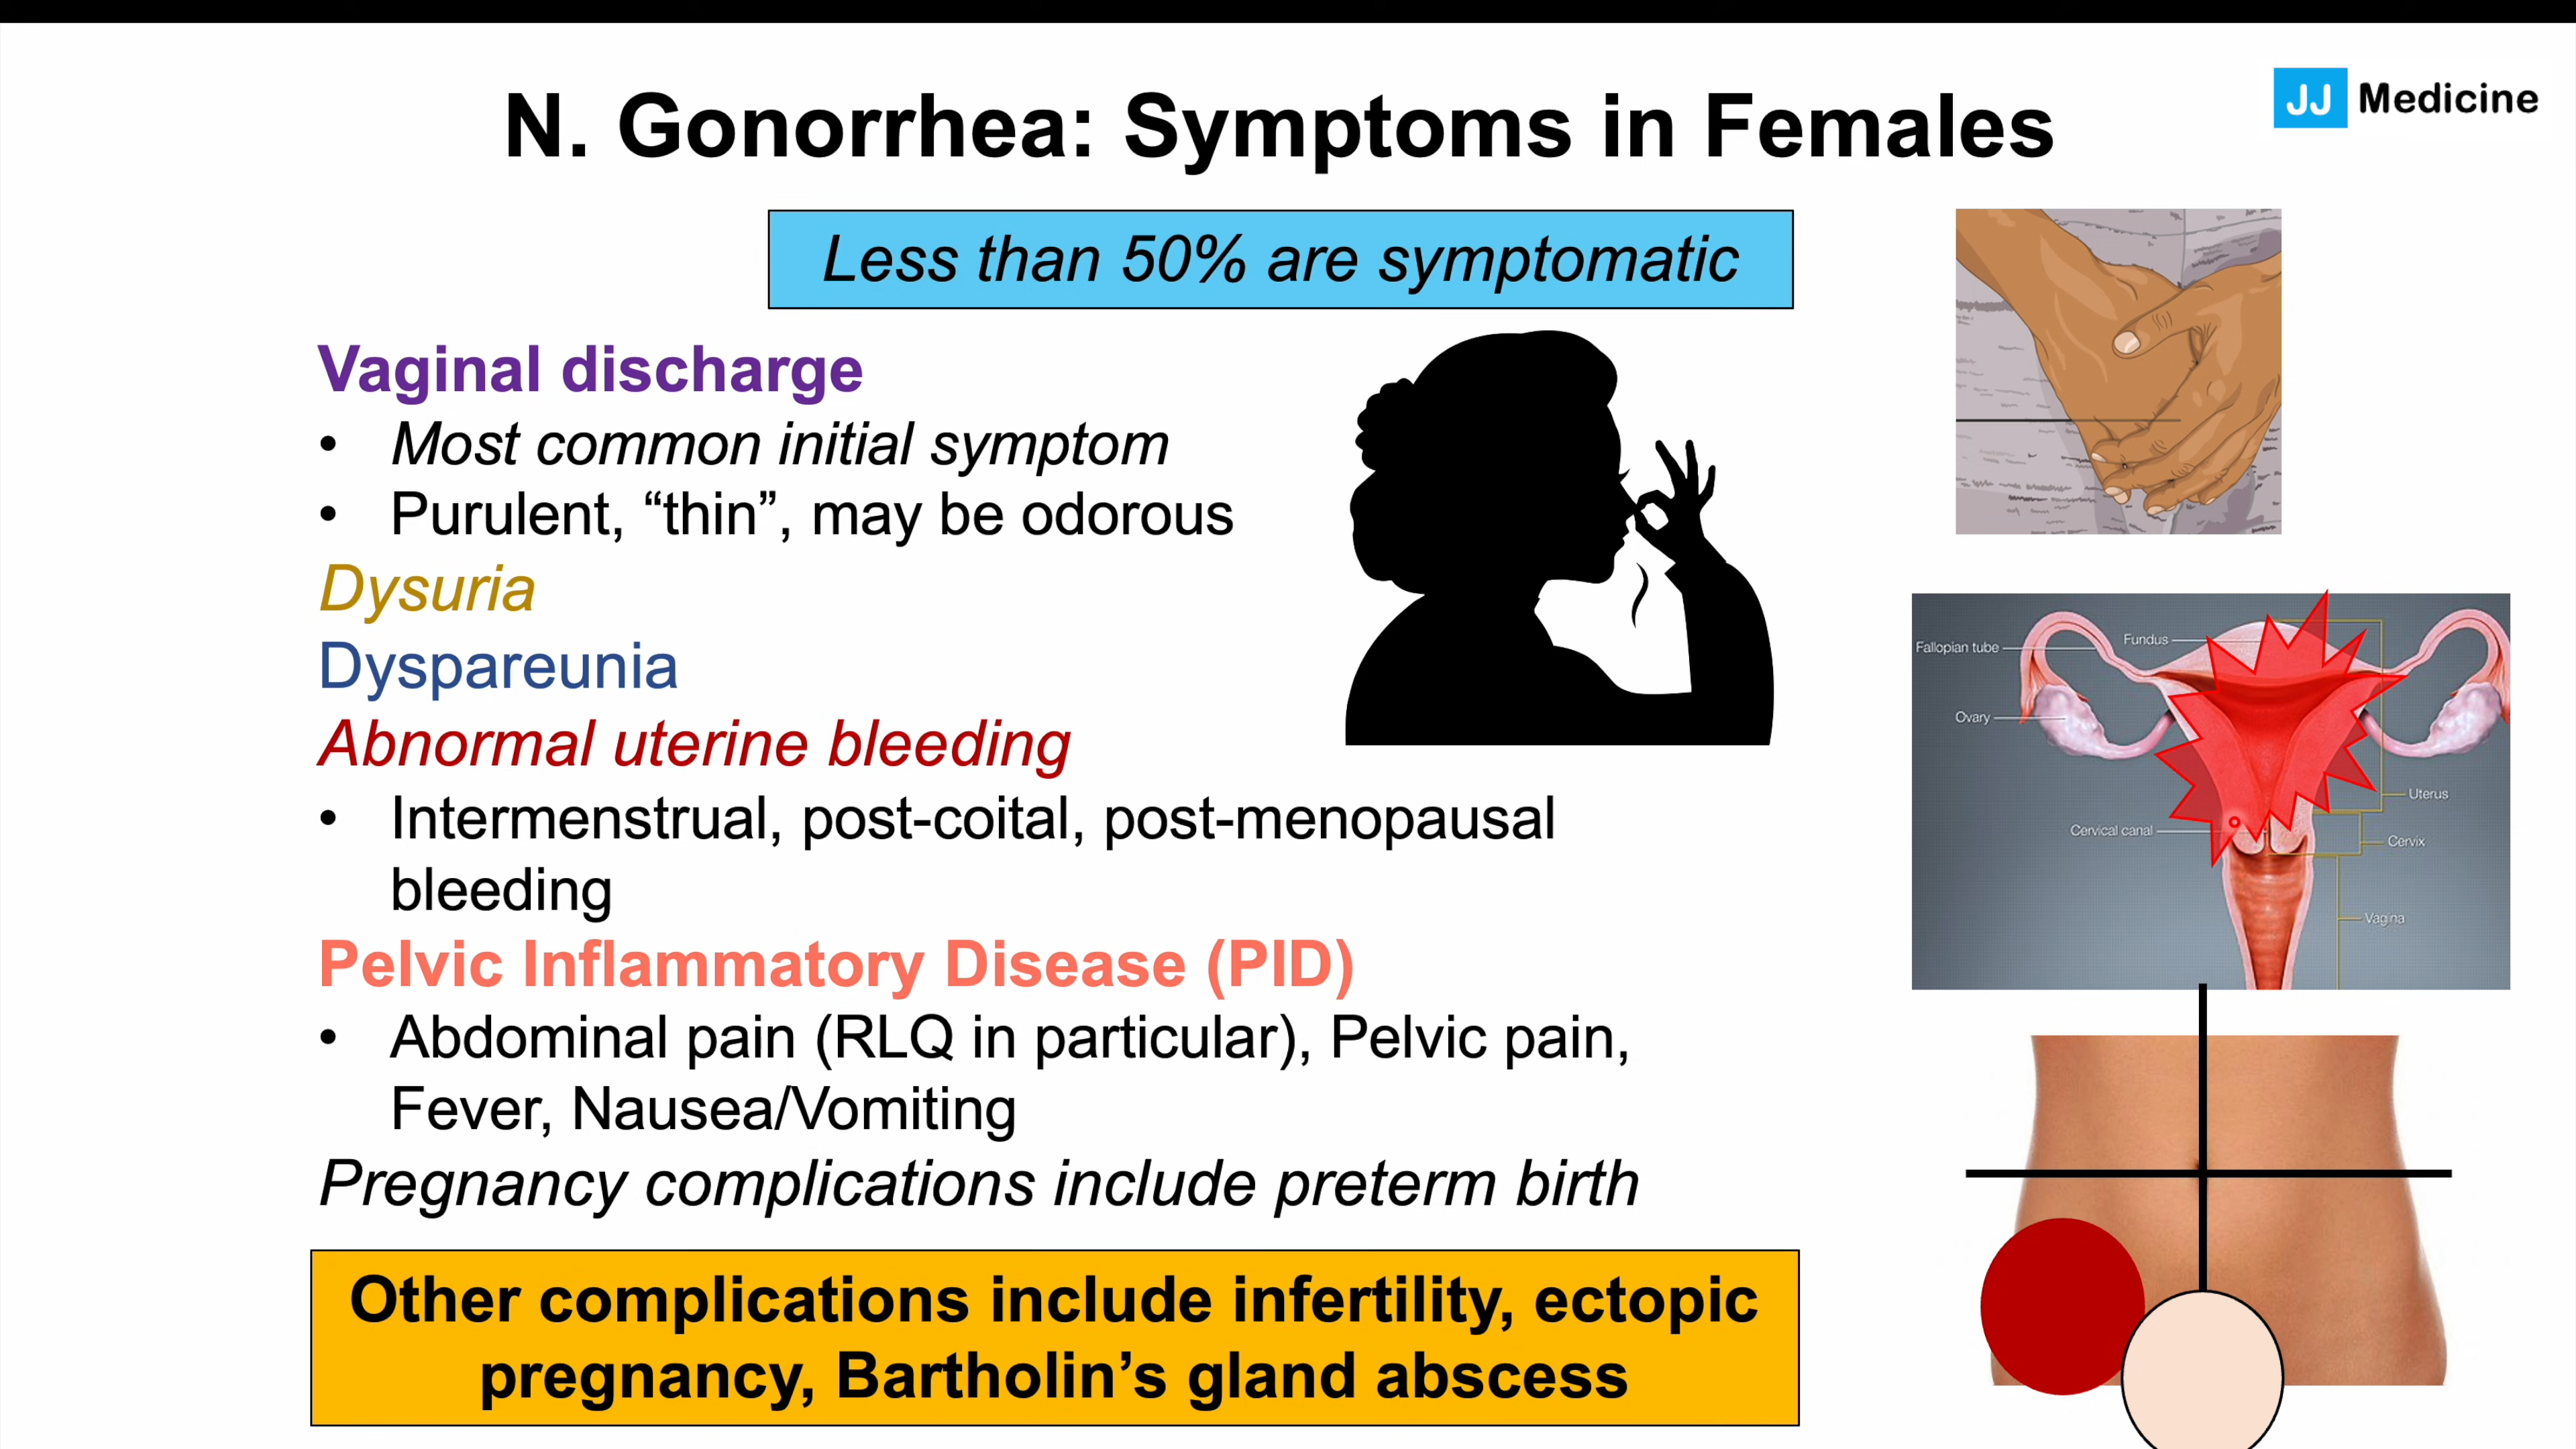 N. Gonorrhea: Symptoms in Females
JJ Medicine
Less than 50% are symptomatic
Vaginal discharge
• Most common initial symptom
• Purulent, “thin”, may be odorous
Dysuria
Dyspareunia
Abnormal uterine bleeding
• Intermenstrual, post-coital, post-menopausal
bleeding
Pelvic Inflammatory Disease (PID)
• Abdominal pain (RLQ in particular), Pelvic pain,
Fever, Nausea/Vomiting
Pregnancy complications include preterm birth
Other complications include infertility, ectopic
pregnancy, Bartholin’s gland abscess
Fallopian tube
Fundus
Ovary
Uterus
Cervical canal
Cervix
Vagina